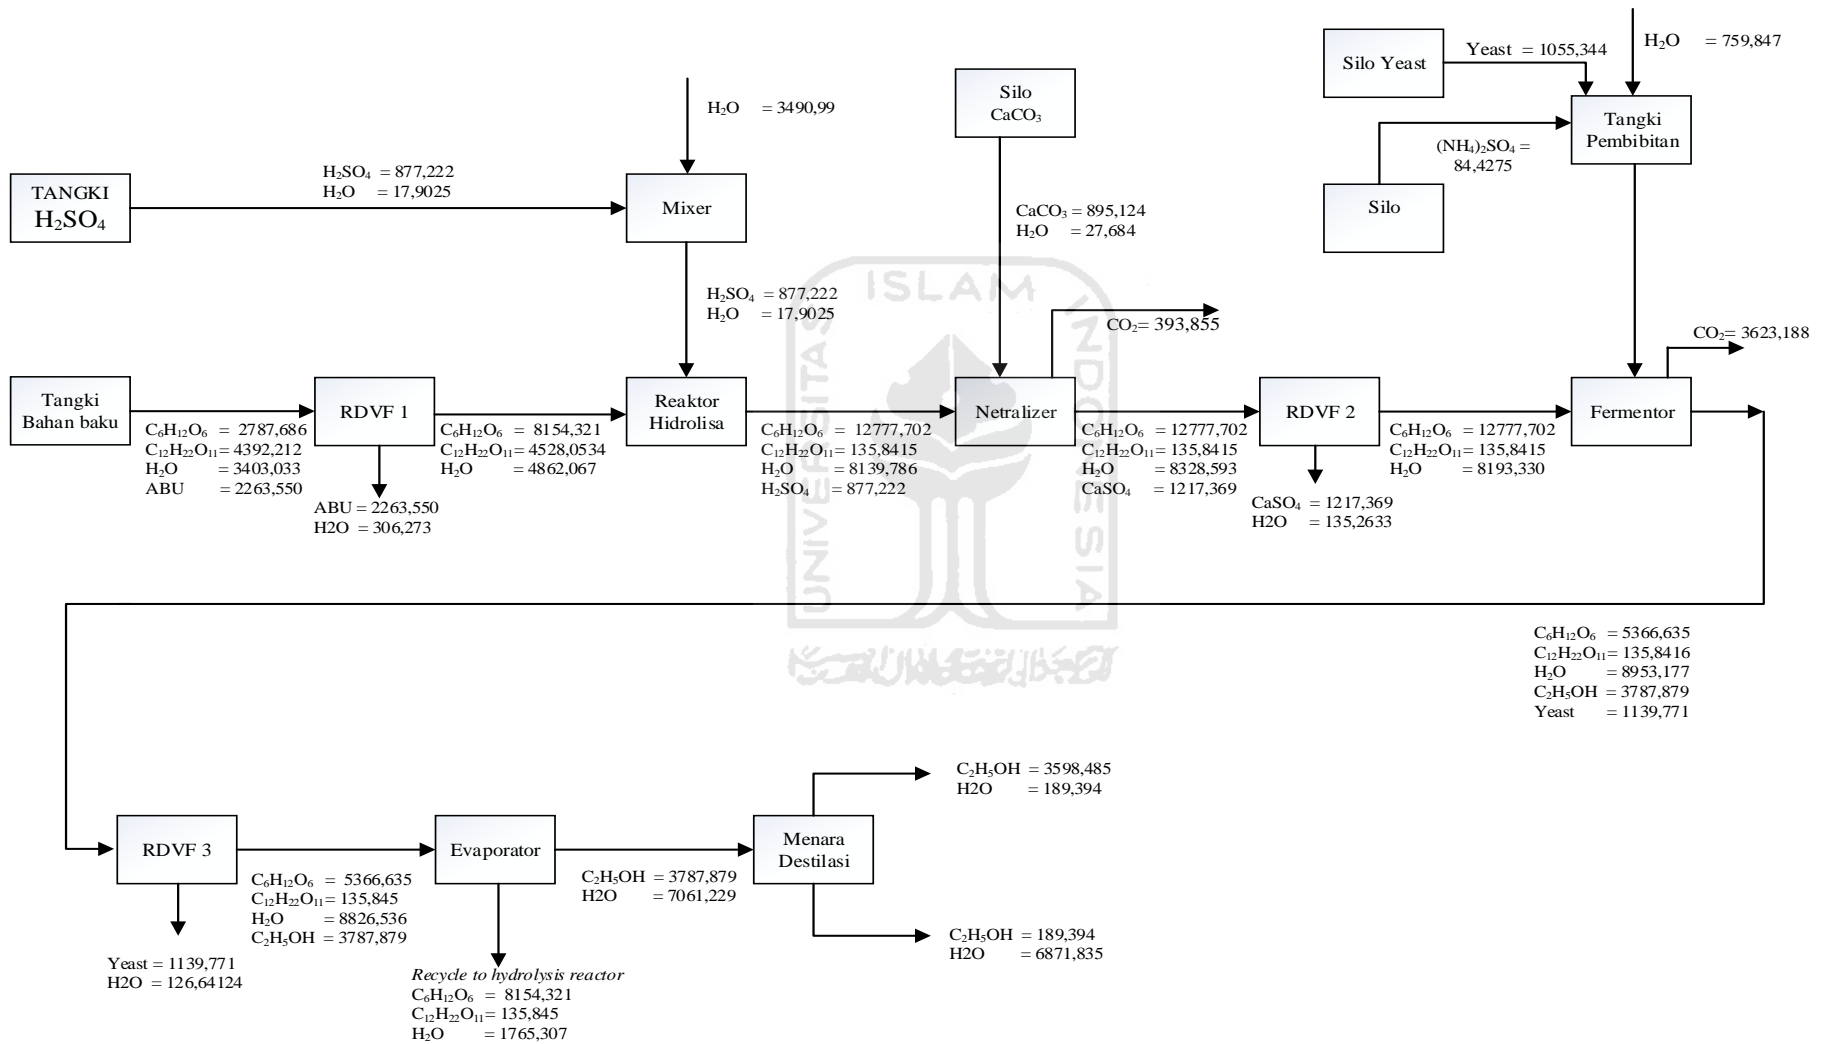 Silo Yeast
Yeast = 1055,344
H₂O = 759,847
Silo
CaCO₃
H₂O = 3490,99
Tangki
Pembibitan
(NH₄)₂SO₄ =
84,4275
Silo
TANGKI
H₂SO₄
H₂SO₄ = 877,222
H₂O = 17,9025
Mixer
CaCO₃ = 895,124
H₂O = 27,684
H₂SO₄ = 877,222
H₂O = 17,9025
CO₂= 393,855
CO₂= 3623,188
Tangki
Bahan baku
RDVF 1
Reaktor
Hidrolisa
Netralizer
RDVF 2
Fermentor
C₆H₁₂O₆ = 2787,686
C₁₂H₂₂O₁₁= 4392,212
H₂O = 3403,033
ABU = 2263,550
C₆H₁₂O₆ = 8154,321
C₁₂H₂₂O₁₁= 4528,0534
H₂O = 4862,067
C₆H₁₂O₆ = 12777,702
C₁₂H₂₂O₁₁= 135,8415
H₂O = 8139,786
H₂SO₄ = 877,222
C₆H₁₂O₆ = 12777,702
C₁₂H₂₂O₁₁= 135,8415
H₂O = 8328,593
CaSO₄ = 1217,369
C₆H₁₂O₆ = 12777,702
C₁₂H₂₂O₁₁= 135,8415
H₂O = 8193,330
ABU = 2263,550
H2O = 306,273
CaSO₄ = 1217,369
H2O = 135,2633
UNIVERSITAS
ISLAM
INDONESIA
C₆H₁₂O₆ = 5366,635
C₁₂H₂₂O₁₁= 135,8416
H₂O = 8953,177
C₂H₅OH = 3787,879
Yeast = 1139,771
RDVF 3
Evaporator
Menara
Destilasi
C₂H₅OH = 3598,485
H2O = 189,394
C₆H₁₂O₆ = 5366,635
C₁₂H₂₂O₁₁= 135,845
H₂O = 8826,536
C₂H₅OH = 3787,879
C₂H₅OH = 3787,879
H2O = 7061,229
C₂H₅OH = 189,394
H2O = 6871,835
Yeast = 1139,771
H2O = 126,64124
Recycle to hydrolysis reactor
C₆H₁₂O₆ = 8154,321
C₁₂H₂₂O₁₁= 135,845
H₂O = 1765,307